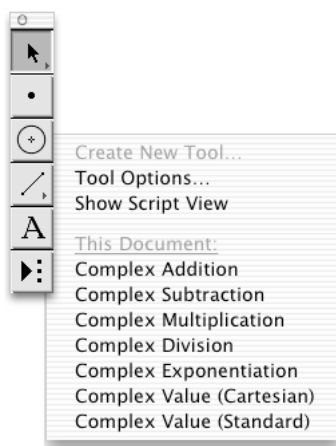 Create New Tool...
Tool Options...
Show Script View
A
This Document:
Complex Addition
Complex Subtraction
Complex Multiplication
Complex Division
Complex Exponentiation
Complex Value (Cartesian)
Complex Value (Standard)